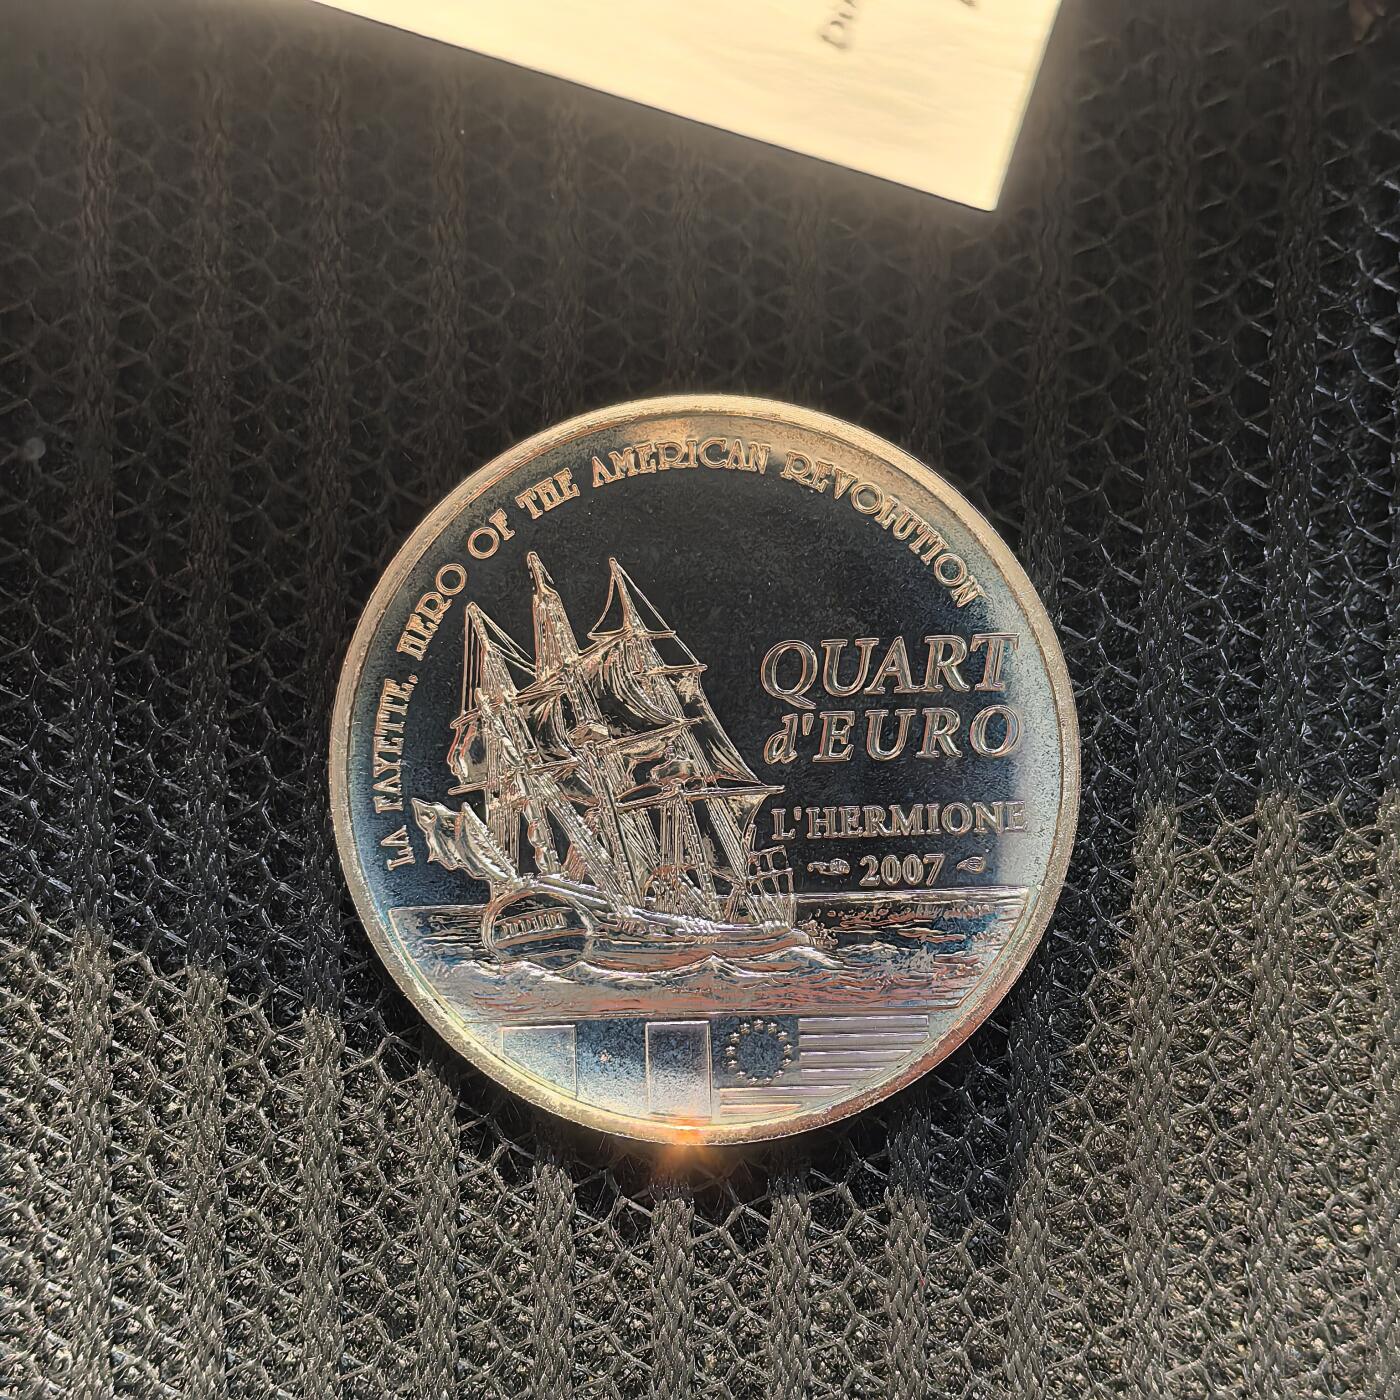 LA FAYETTE, HERO OF THE AMERICAN REVOLUTION
QUART
d'EURO
L'HERMIONE
2007